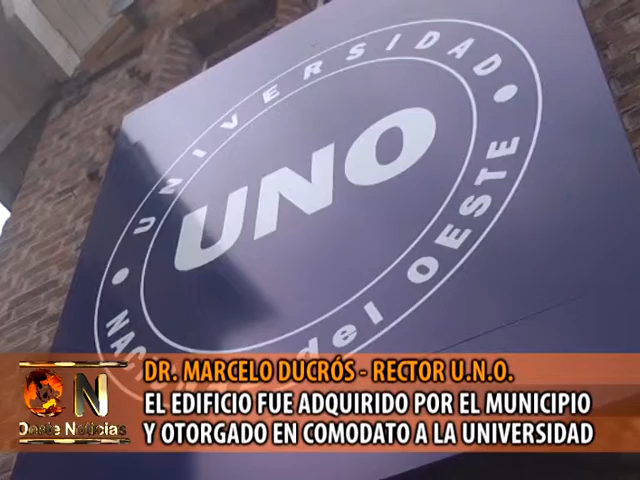 UNIVERSIDAD
UNO
NACIONAL del OESTE
DR. MARCELO DUCRÓS - RECTOR U.N.O.
EL EDIFICIO FUE ADQUIRIDO POR EL MUNICIPIO
Y OTORGADO EN COMODATO A LA UNIVERSIDAD
ON
Oeste Noticias